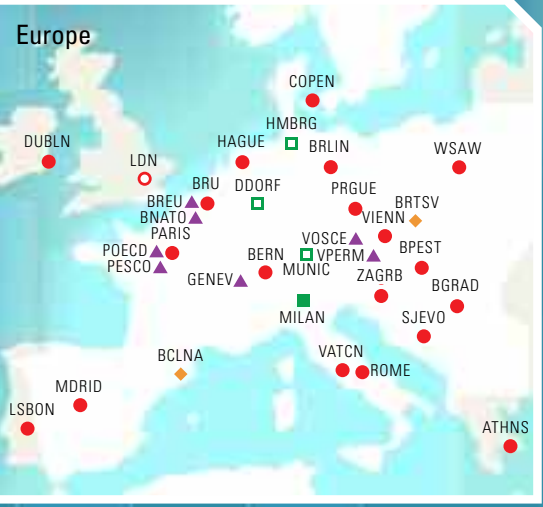 Europe
COPEN
HMBRG
DUBLN
HAGUE
BRLIN
WSAW
LDN
BRU
DDORF
PRGUE
BREU
BRTSV
BNATO
VIENN
PARIS
VOSCE
POECD
BERN
VPERM
BPEST
PESCO
MUNIC
GENEV
ZAGRB
BGRAD
MILAN
SJEVO
BCLNA
VATCN
ROME
MDRID
LSBON
ATHNS